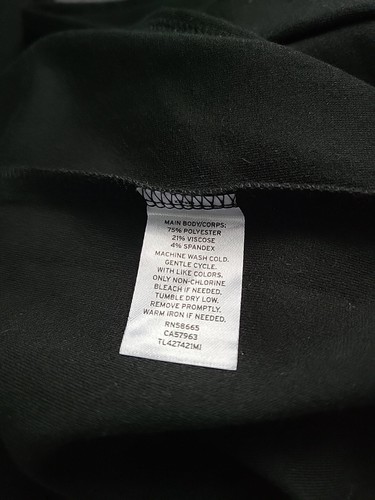 MAIN BODY/CORPS:
75% POLYESTER
21% VISCOSE
4% SPANDEX
MACHINE WASH COLD.
GENTLE CYCLE.
WITH LIKE COLORS.
ONLY NON-CHLORINE
BLEACH IF NEEDED.
TUMBLE DRY LOW.
REMOVE PROMPTLY.
WARM IRON IF NEEDED.
RN58665
CA57963
TL427421MI